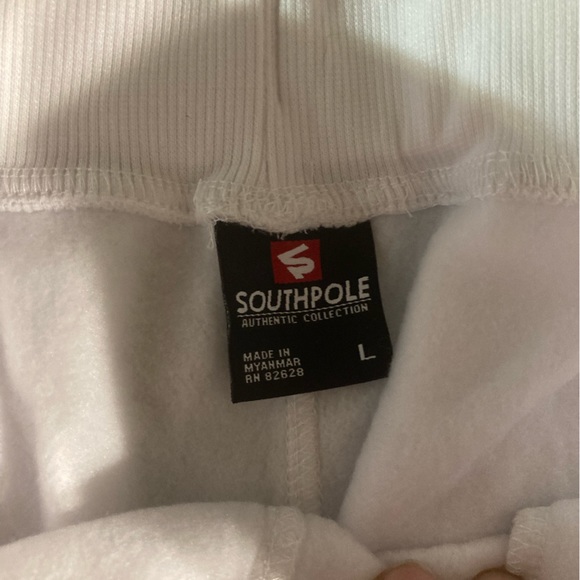 SOUTHPOLE
AUTHENTIC COLLECTION
MADE IN
MYANMAR
RN 82628
L